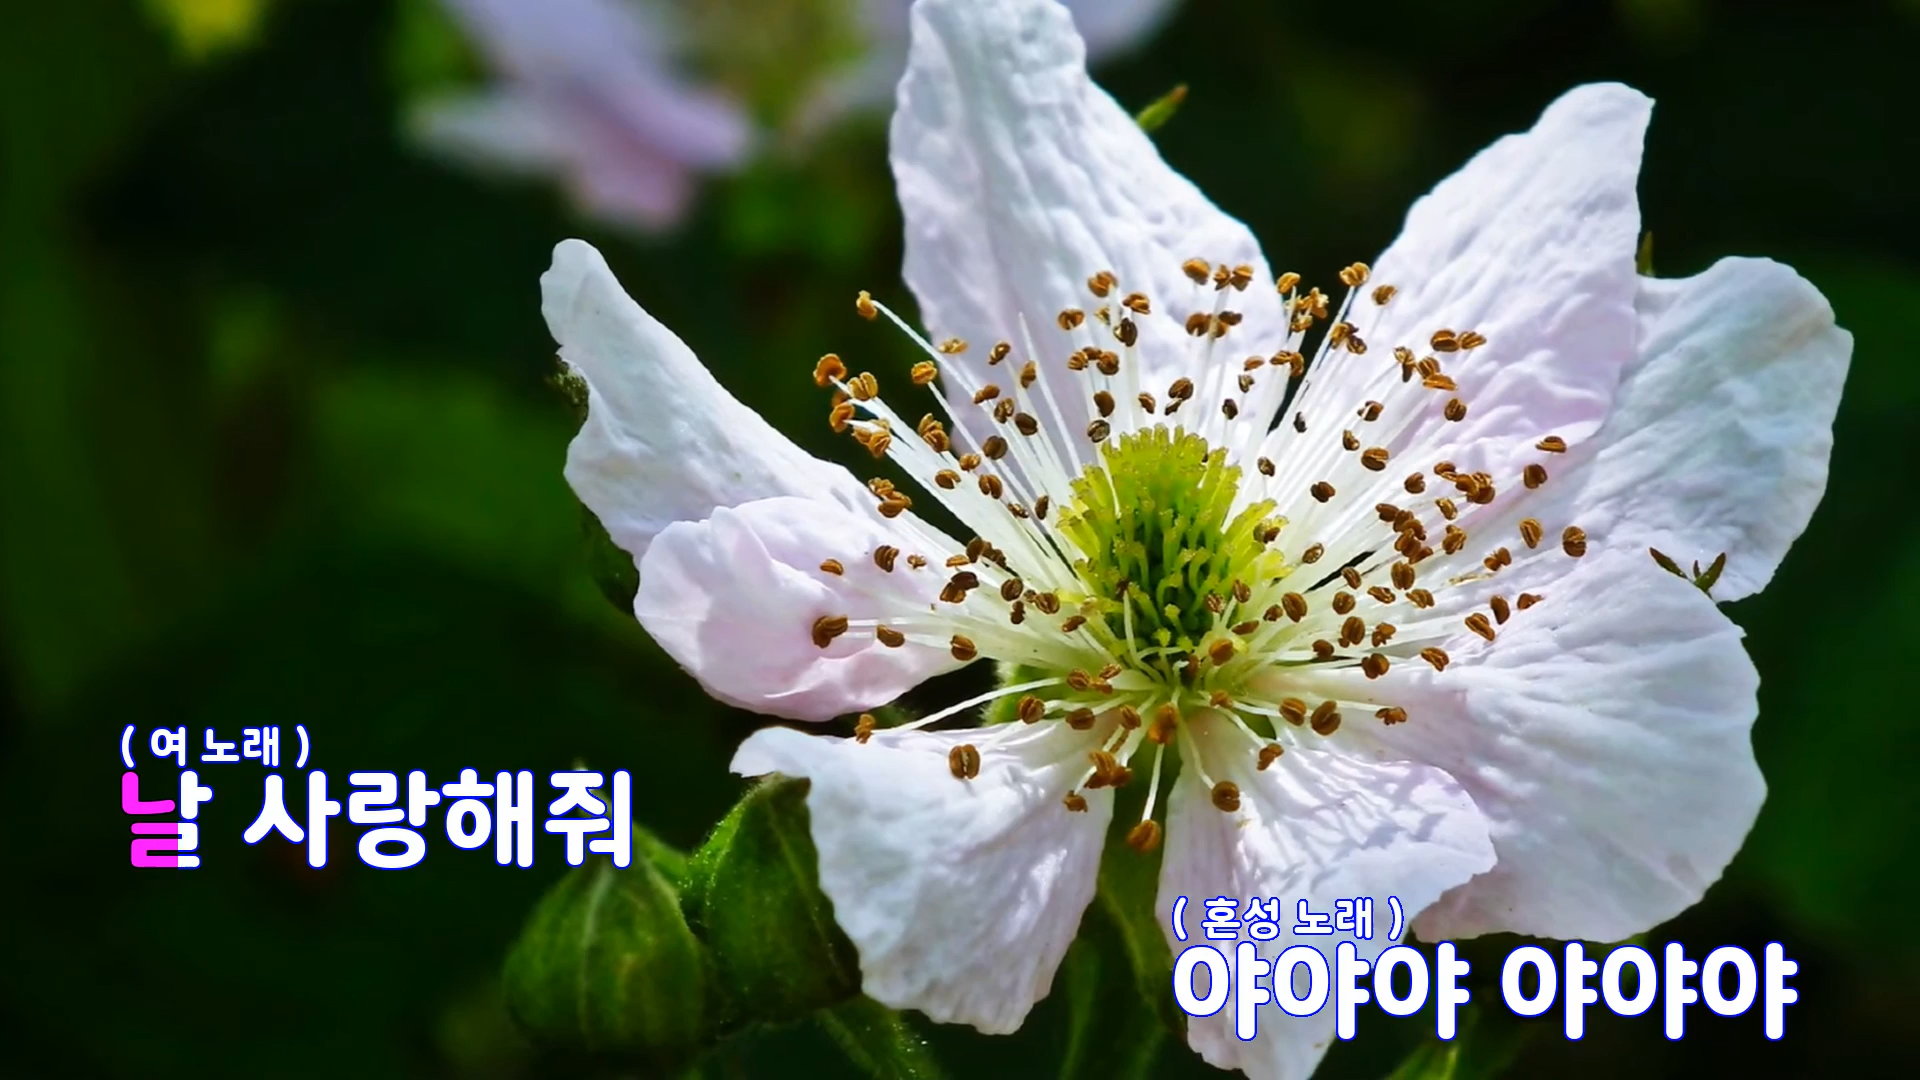 ( 여 노래 )
날 사랑해줘
( 혼성 노래 )
야야야 야야야